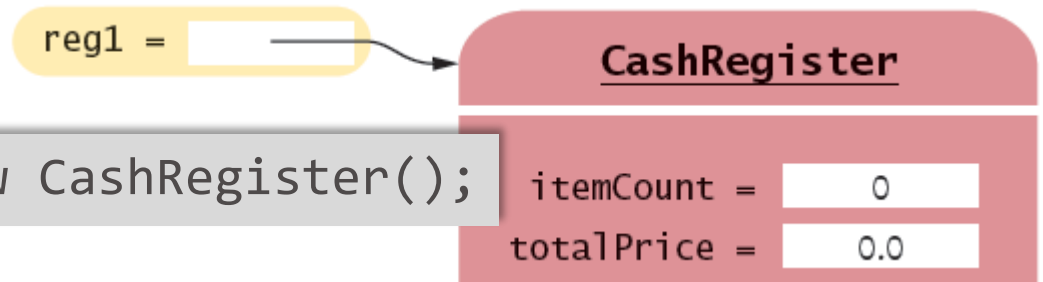 reg1 =
CashRegister
CashRegister();
itemCount = 0
totalPrice = 0.0